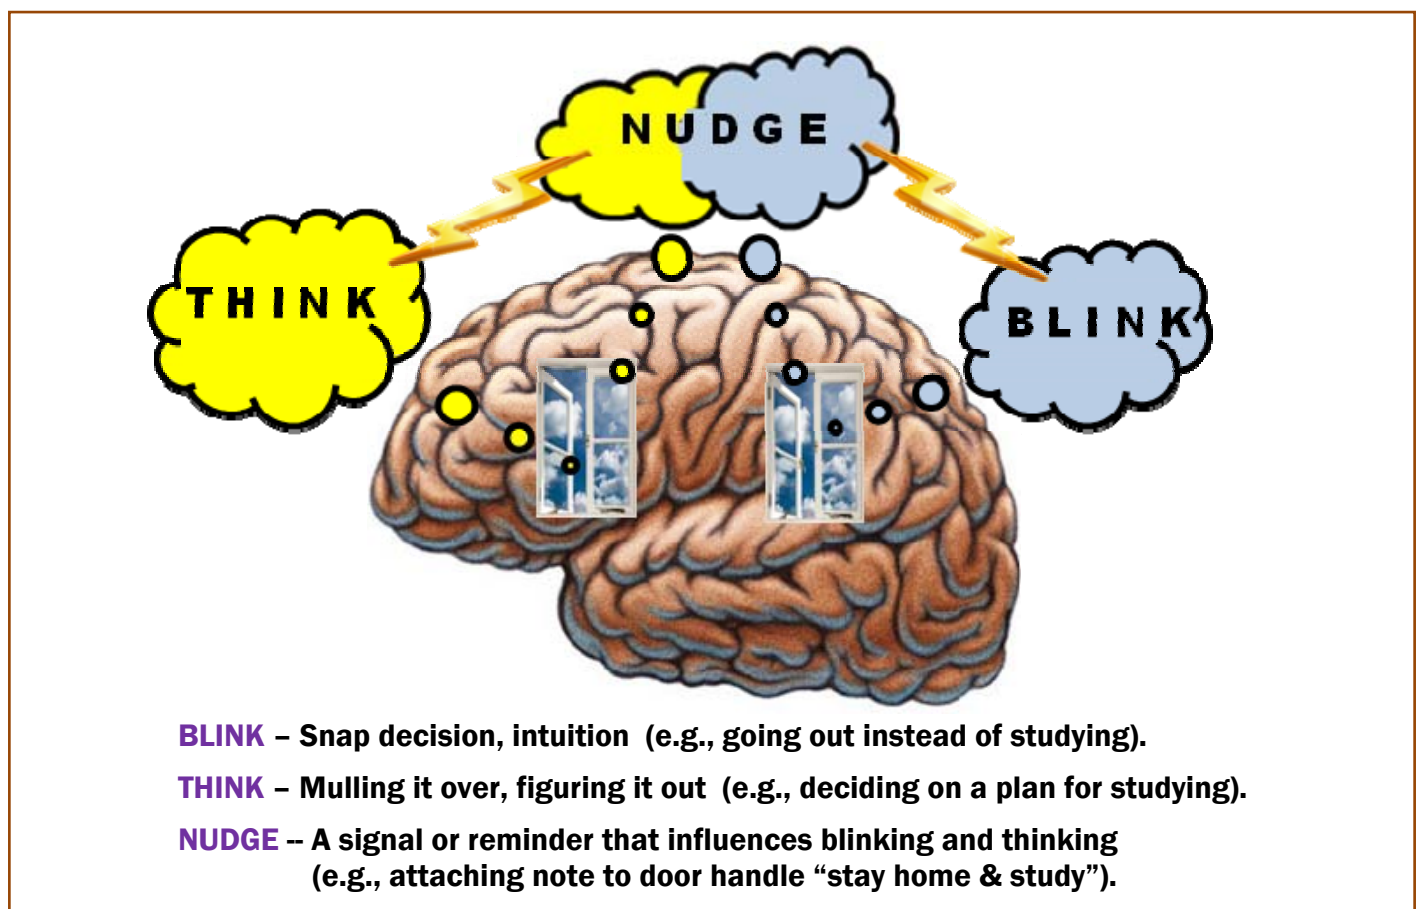 NUDGE
THINK
BLINK
BLINK – Snap decision, intuition (e.g., going out instead of studying).
THINK – Mulling it over, figuring it out (e.g., deciding on a plan for studying).
NUDGE -- A signal or reminder that influences blinking and thinking
(e.g., attaching note to door handle “stay home & study”).